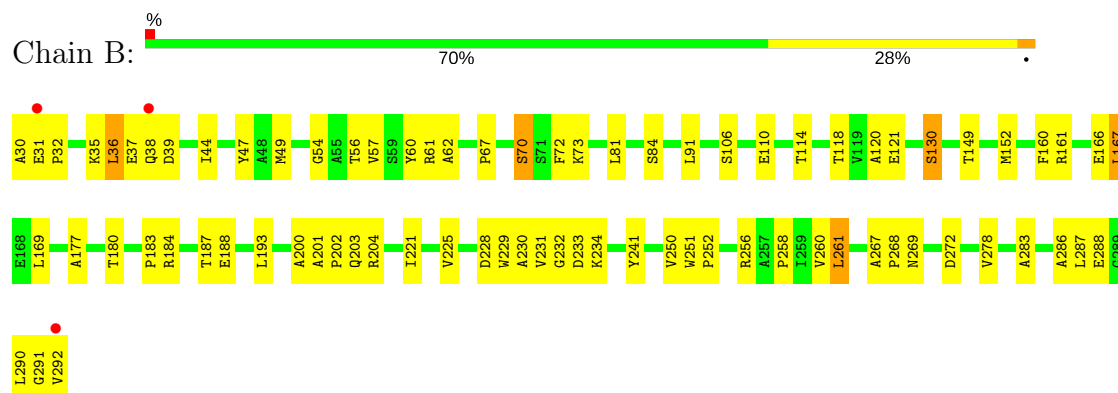 %
Chain B:
70% 28% •
A30 E31 P32 K35 L36 E37 Q38 D39 I44 Y47 A48 M49 G54 A55 T56 V57 S58 S59 Y60 R61 A62 P67 S70 S71 F72 K73 L81 S84 L91 S106 E110 T114 T118 V119 A120 E121 S130 T149 M152 F160 R161 E166 L167
E168 L169 A177 T180 P183 R184 T187 E188 L193 A200 A201 P202 Q203 R204 I221 V225 D228 W229 A230 V231 G232 D233 K234 Y241 V250 W251 P252 R256 A257 P258 I259 V260 L261 A267 P268 N269 D272 V278 A283 A286 L287 E288 G289
L290 G291 V292